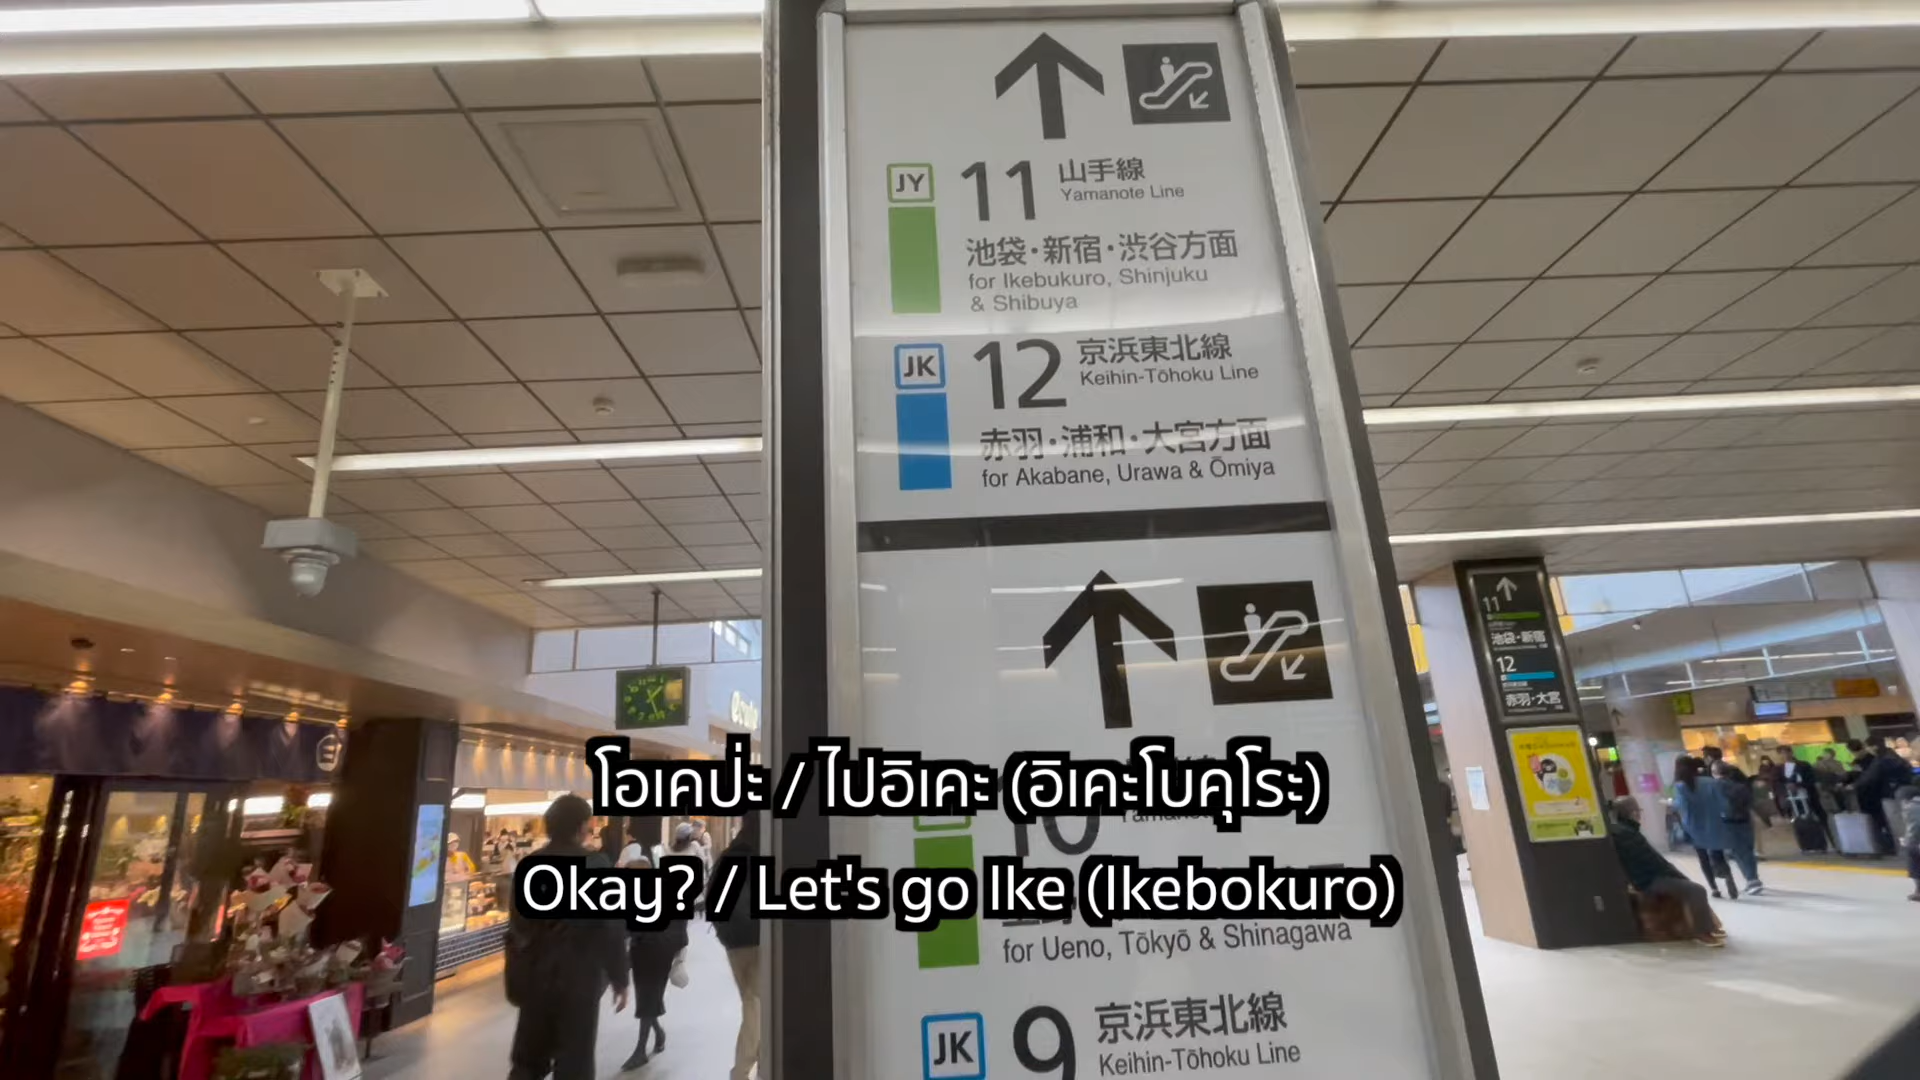 JY 11 山手線
Yamanote Line
池袋・新宿・渋谷方面
for Ikebukuro, Shinjuku
& Shibuya
JK 12 京浜東北線
Keihin-Tōhoku Line
赤羽・浦和・大宮方面
for Akabane, Urawa & Ōmiya
10
for Ueno, Tōkyō & Shinagawa
JK 9 京浜東北線
Keihin-Tōhoku Line
11
池袋・新宿
12
赤羽・大宮
โอเคป่ะ / ไปอิเคะ (อิเคะโบคุโระ)
Okay? / Let's go Ike (Ikebokuro)